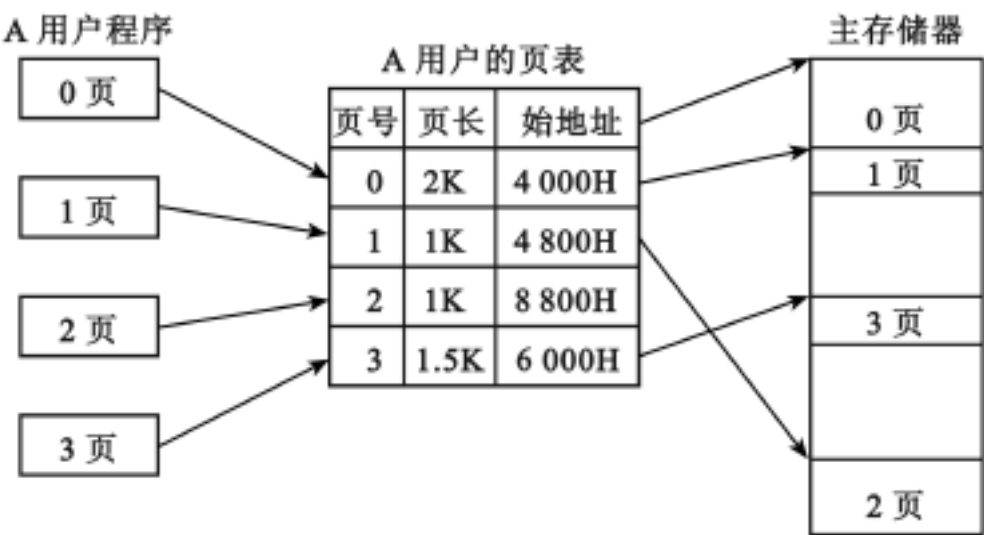 A 用户程序
0 页
1 页
2 页
3 页
A 用户的页表
页号 页长 始地址
0 2K 4 000H
1 1K 4 800H
2 1K 8 800H
3 1.5K 6 000H
主存储器
0 页
1 页
3 页
2 页